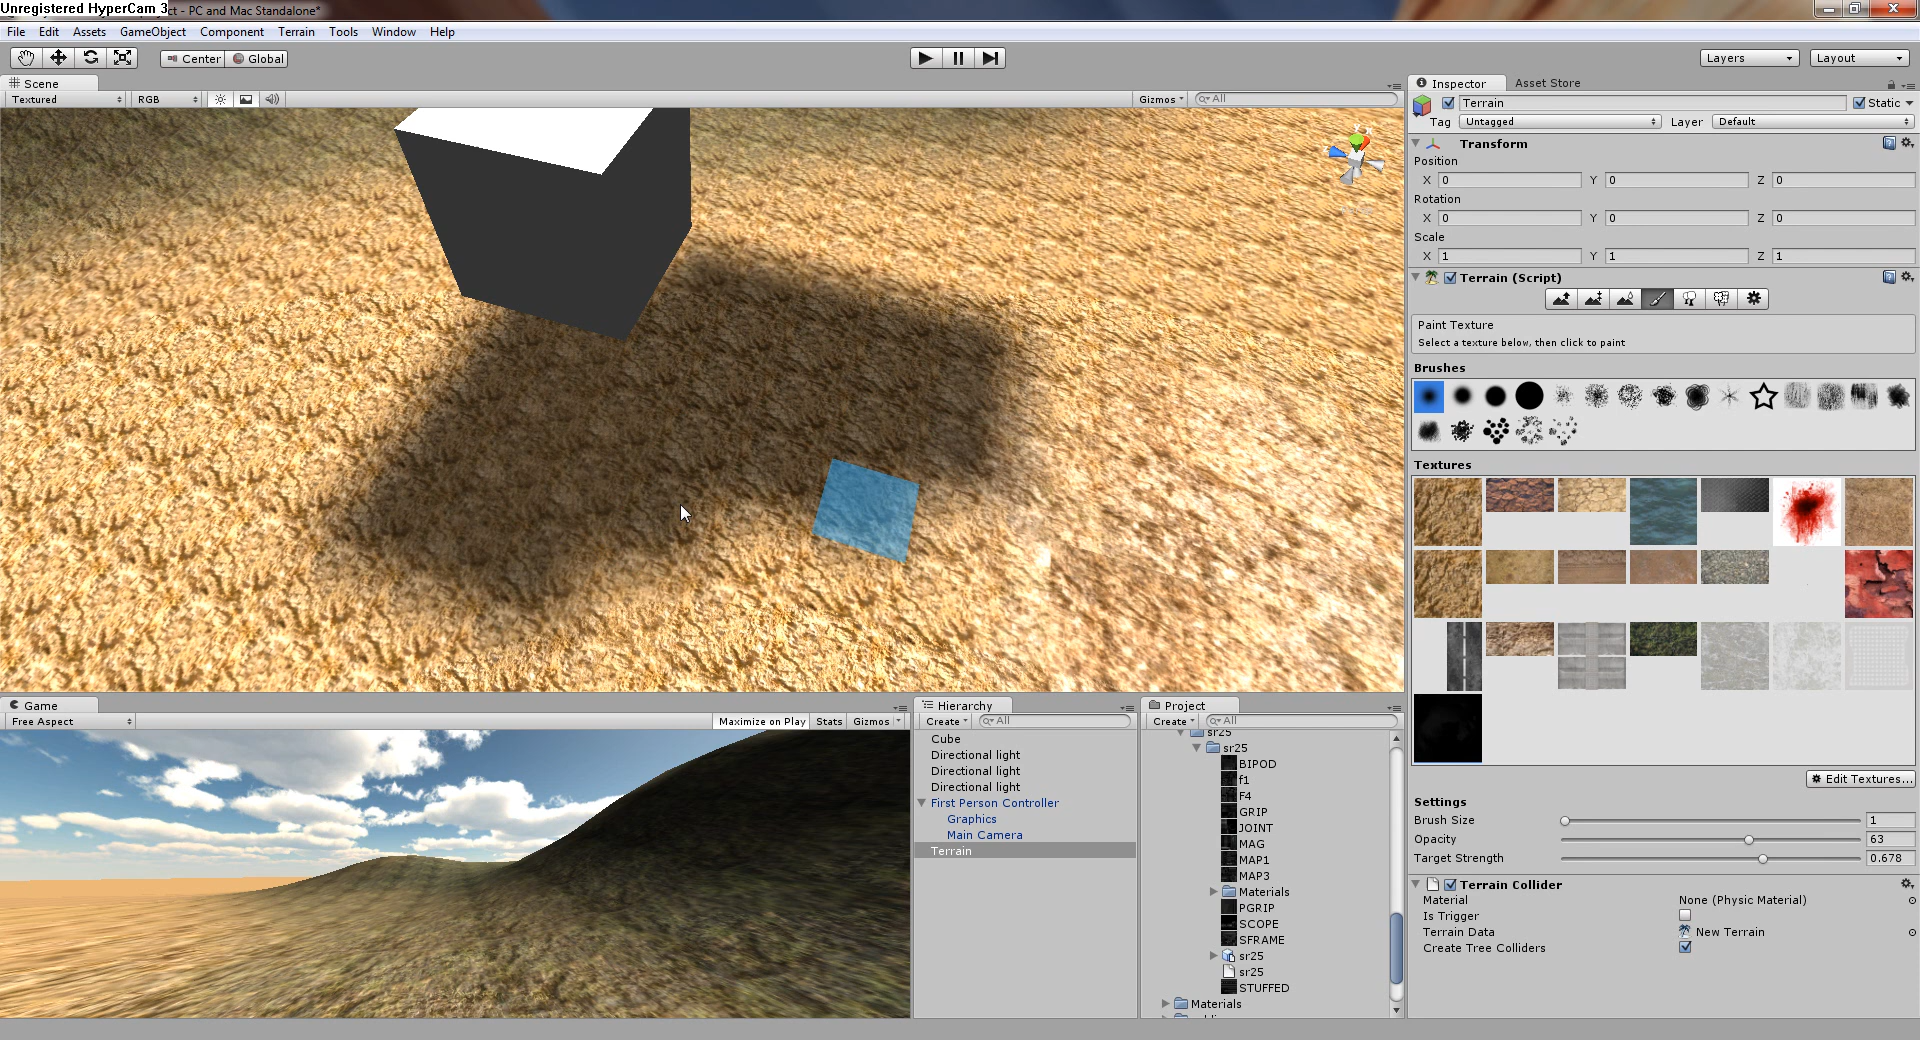 Unregistered HyperCam 3
ct - PC and Mac Standalone*
File Edit Assets GameObject Component Terrain Tools Window Help
Center Global
Layers Layout
Scene
Textured RGB Gizmos All
Inspector Asset Store
Terrain Static
Tag Untagged Layer Default
Transform
Position
X 0 Y 0 Z 0
Rotation
X 0 Y 0 Z 0
Scale
X 1 Y 1 Z 1
Terrain (Script)
Paint Texture
Select a texture below, then click to paint
Brushes
Textures
Edit Textures...
Settings
Brush Size 1
Opacity 63
Target Strength 0.678
Terrain Collider
Material None (Physic Material)
Is Trigger
Terrain Data New Terrain
Create Tree Colliders
Game
Free Aspect Maximize on Play Stats Gizmos
Hierarchy
Create All
Cube
Directional light
Directional light
Directional light
First Person Controller
Graphics
Main Camera
Terrain
Project
Create All
sr25
sr25
BIPOD
f1
F4
GRIP
JOINT
MAG
MAP1
MAP3
Materials
PGRIP
SCOPE
SFRAME
sr25
sr25
STUFFED
Materials